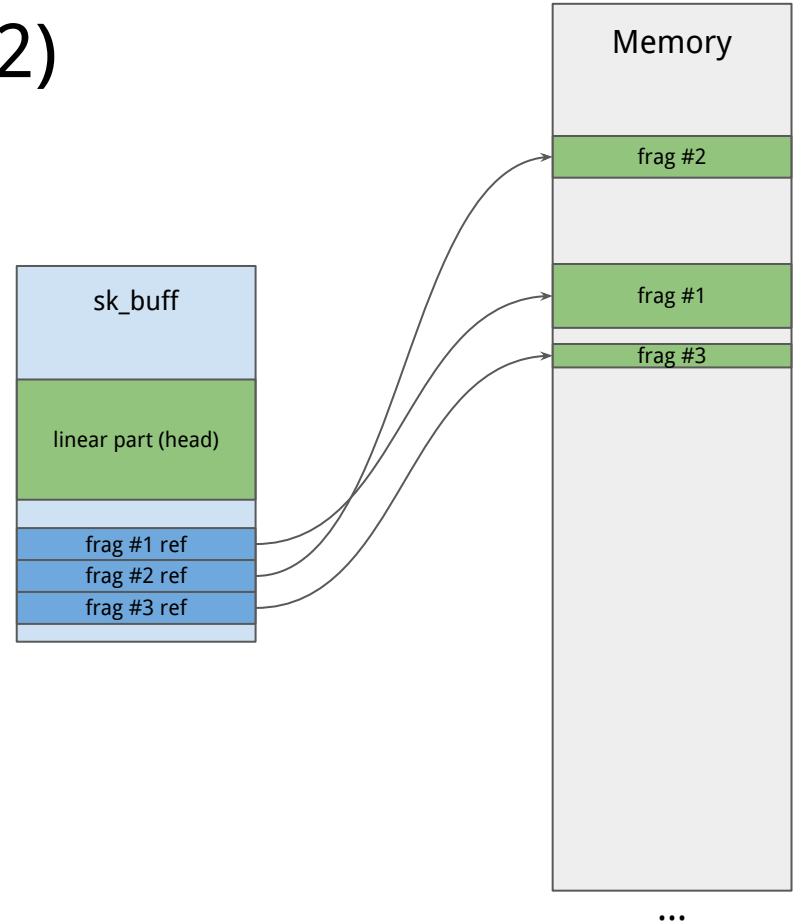 2)
sk_buff
linear part (head)
frag #1 ref
frag #2 ref
frag #3 ref
Memory
frag #2
frag #1
frag #3
...